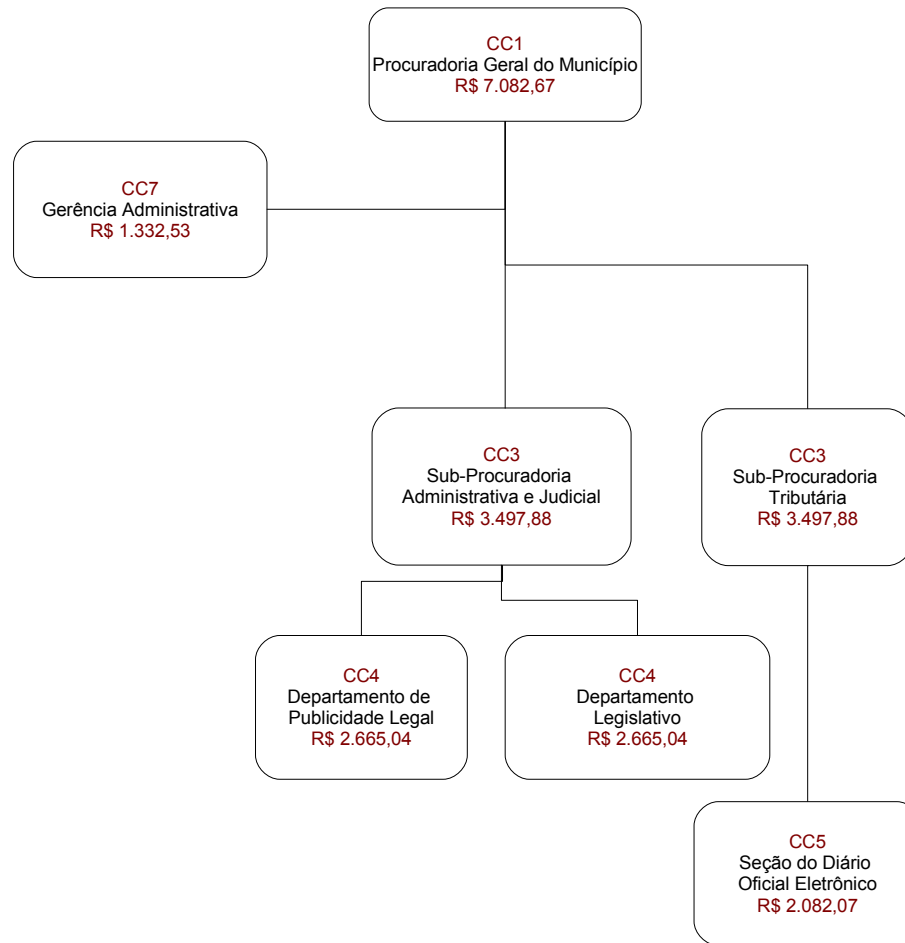 CC1
Procuradoria Geral do Município
R$ 7.082,67
CC7
Gerência Administrativa
R$ 1.332,53
CC3
Sub-Procuradoria
Administrativa e Judicial
R$ 3.497,88
CC3
Sub-Procuradoria
Tributária
R$ 3.497,88
CC4
Departamento de
Publicidade Legal
R$ 2.665,04
CC4
Departamento
Legislativo
R$ 2.665,04
CC5
Seção do Diário
Oficial Eletrônico
R$ 2.082,07